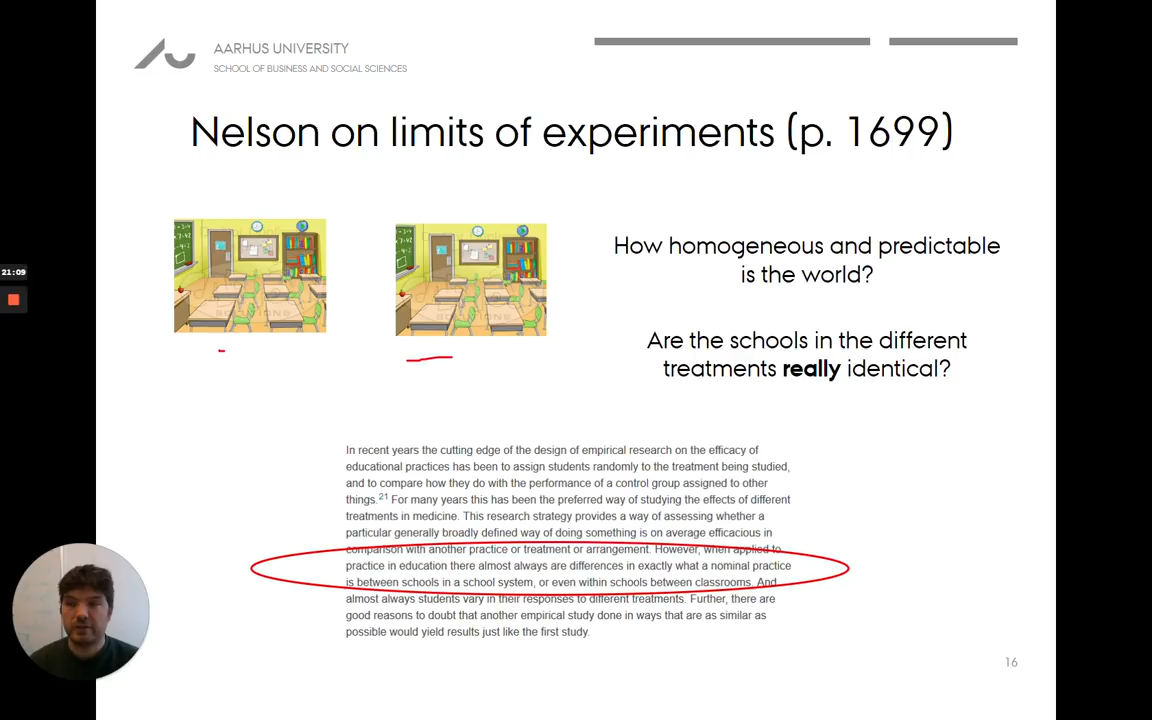 AARHUS UNIVERSITY
SCHOOL OF BUSINESS AND SOCIAL SCIENCES
Nelson on limits of experiments (p. 1699)
21:09
How homogeneous and predictable
is the world?
Are the schools in the different
treatments really identical?
In recent years the cutting edge of the design of empirical research on the efficacy of
educational practices has been to assign students randomly to the treatment being studied,
and to compare how they do with the performance of a control group assigned to other
things.21 For many years this has been the preferred way of studying the effects of different
treatments in medicine. This research strategy provides a way of assessing whether a
particular generally broadly defined way of doing something is on average efficacious in
comparison with another practice or treatment or arrangement. However, when applied to
practice in education there almost always are differences in exactly what a nominal practice
is between schools in a school system, or even within schools between classrooms. And
almost always students vary in their responses to different treatments. Further, there are
good reasons to doubt that another empirical study done in ways that are as similar as
possible would yield results just like the first study.
16